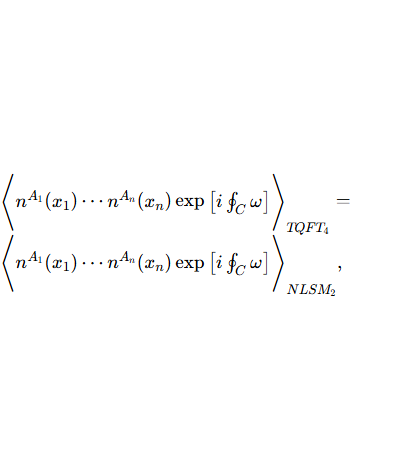 ⟨n^{A_1}(x_1) ⋯ n^{A_n}(x_n) exp [i ∮_C ω]⟩_{TQFT_4} =
⟨n^{A_1}(x_1) ⋯ n^{A_n}(x_n) exp [i ∮_C ω]⟩_{NLSM_2} ,